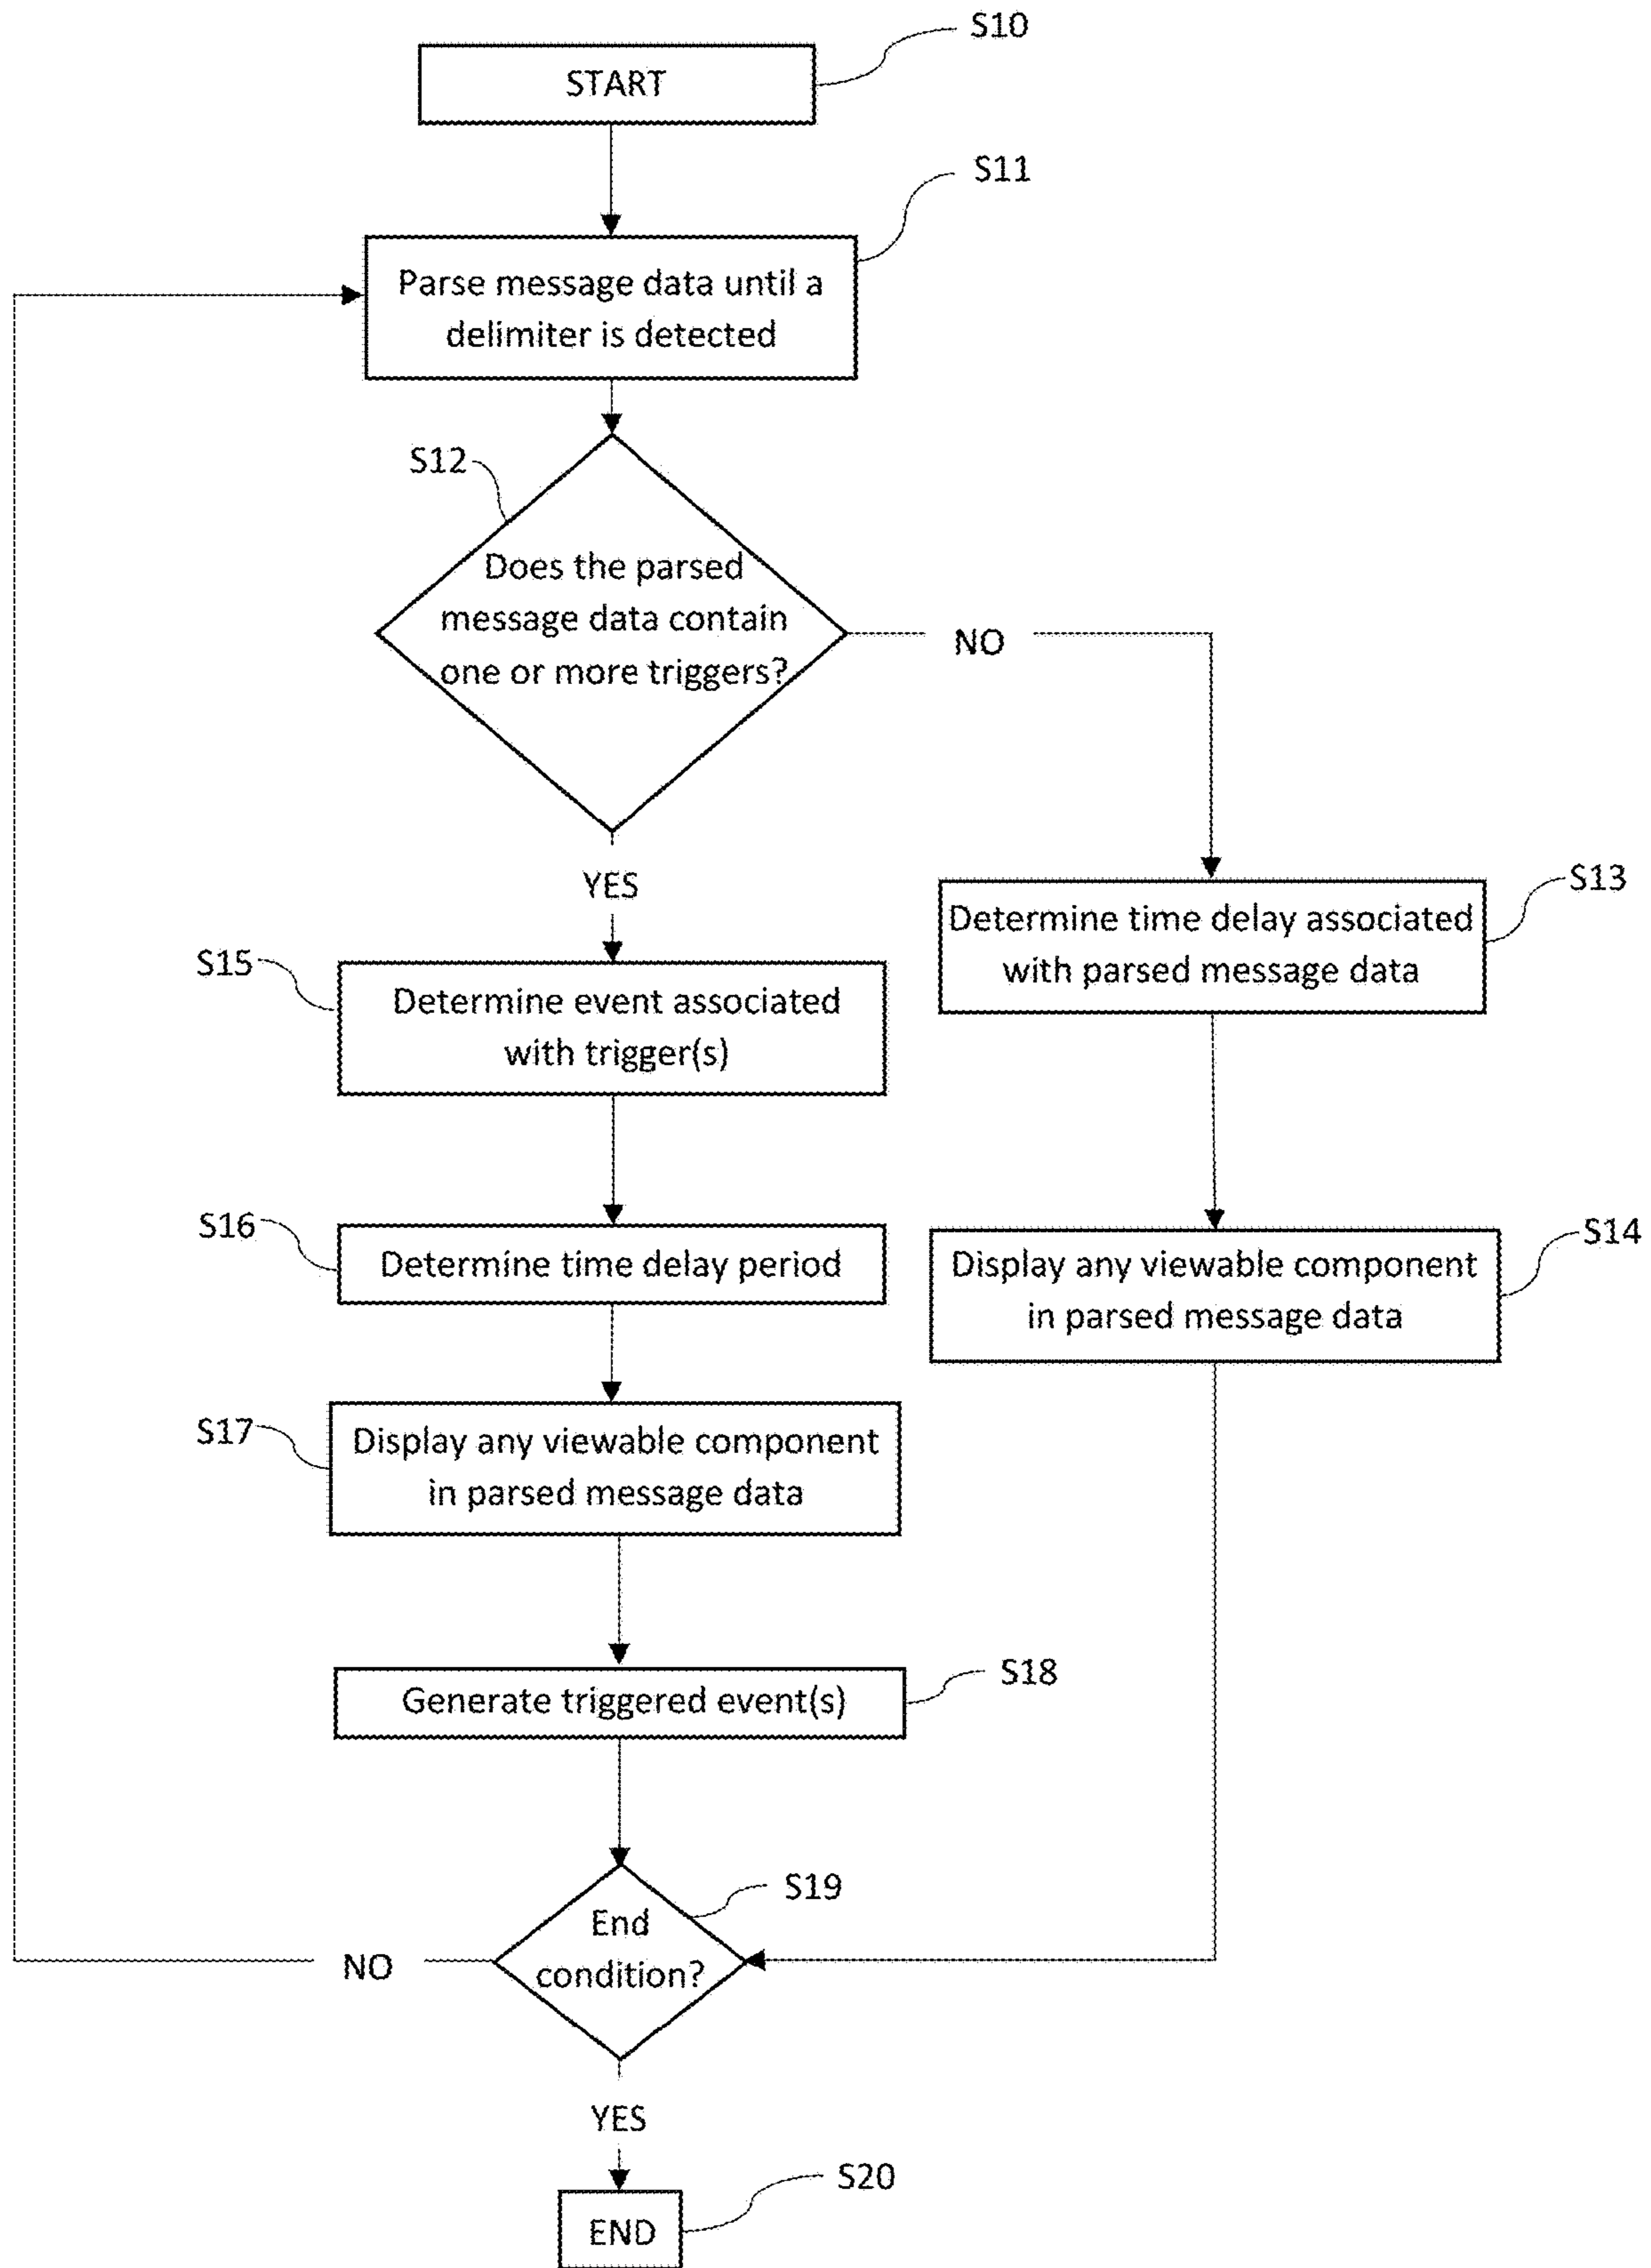 S10
START
S11
Parse message data until a
delimiter is detected
S12
Does the parsed
message data contain
one or more triggers?
NO
YES
S13
Determine time delay associated
with parsed message data
S15
Determine event associated
with trigger(s)
S16
Determine time delay period
S14
Display any viewable component
in parsed message data
S17
Display any viewable component
in parsed message data
S18
Generate triggered event(s)
S19
End
condition?
NO
YES
S20
END